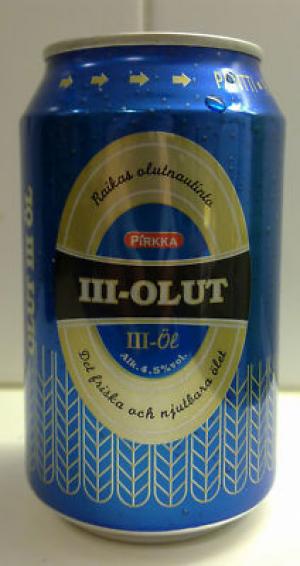 Raikas olutnautinto
PIRKKA
III-OLUT
III-Öl
Alk. 4,5% vol.
Det friska och njutbara ölet
OLUT III ÖL